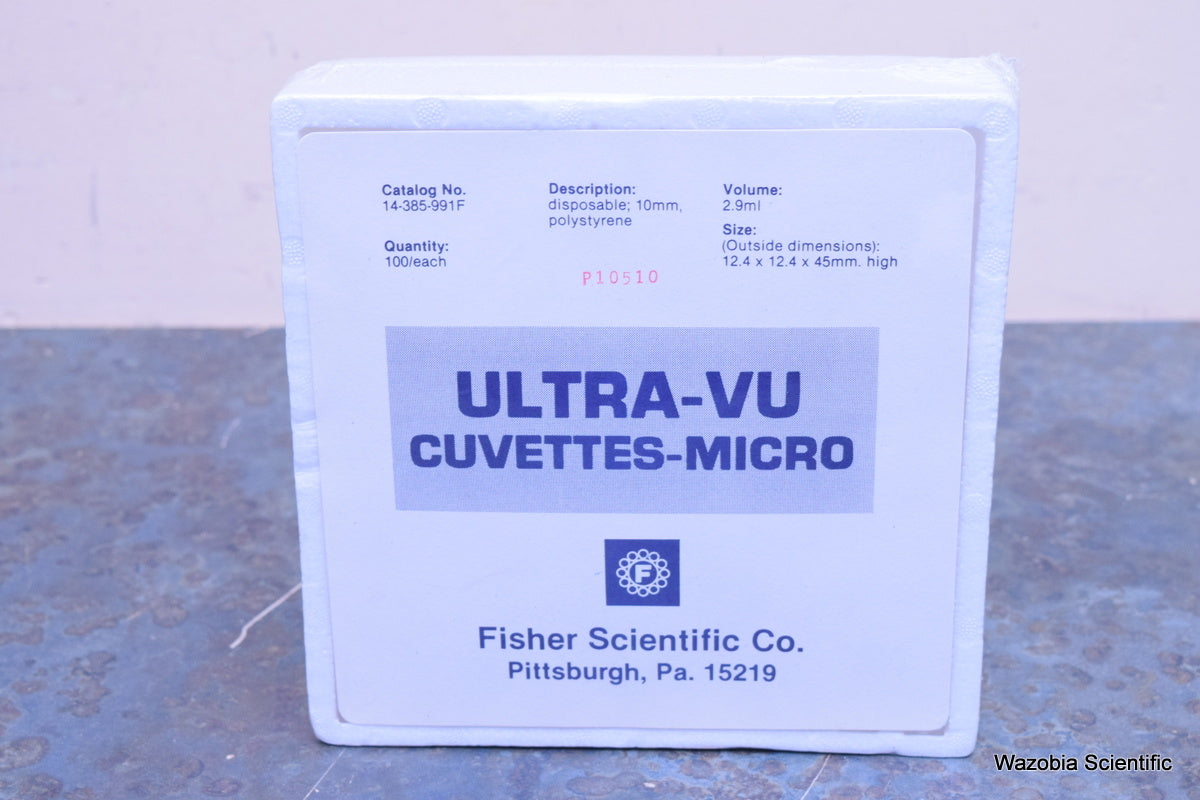 Catalog No.
14-385-991F
Quantity:
100/each
Description:
disposable; 10mm,
polystyrene
Volume:
2.9ml
Size:
(Outside dimensions):
12.4 x 12.4 x 45mm. high
P10510
ULTRA-VU
CUVETTES-MICRO
F
Fisher Scientific Co.
Pittsburgh, Pa. 15219
Wazobia Scientific